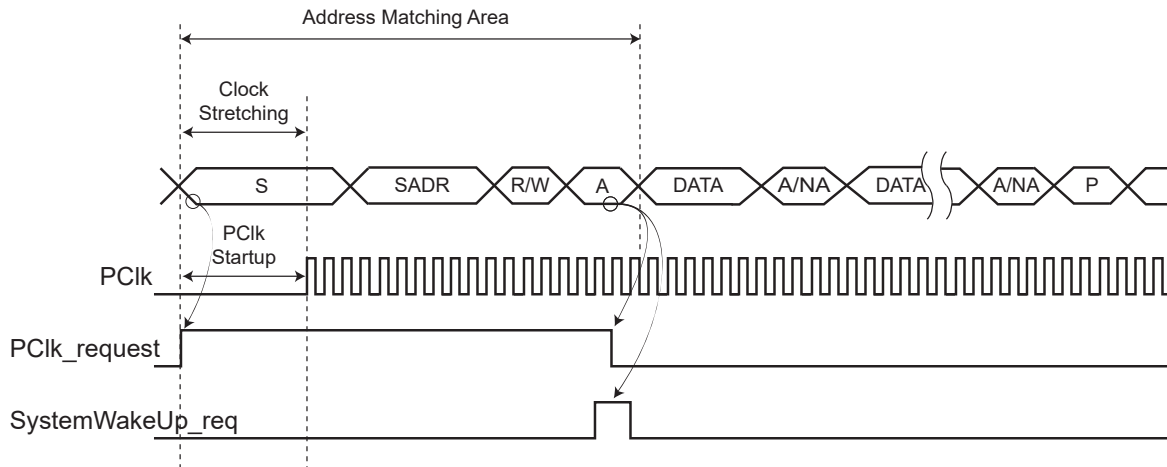 Address Matching Area
Clock
Stretching
S
SADR
R/W
A
DATA
A/NA
DATA
A/NA
P
PClk
Startup
PClk
PClk_request
SystemWakeUp_req